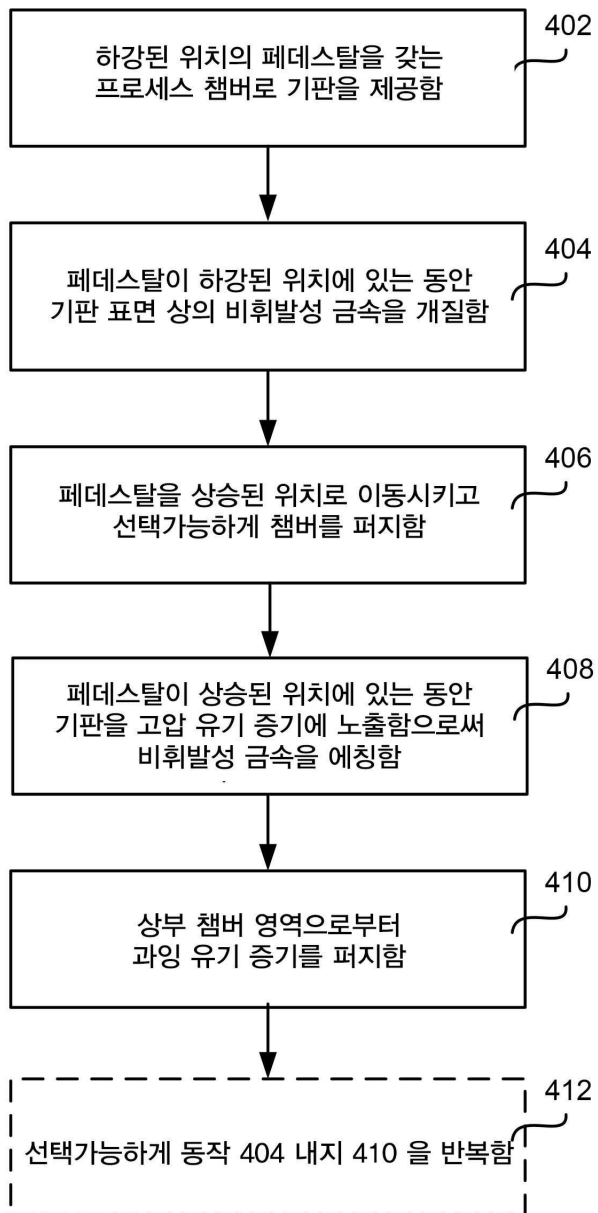 402
하강된 위치의 페데스탈을 갖는
프로세스 챔버로 기판을 제공함
404
페데스탈이 하강된 위치에 있는 동안
기판 표면 상의 비휘발성 금속을 개질함
406
페데스탈을 상승된 위치로 이동시키고
선택가능하게 챔버를 퍼지함
408
페데스탈이 상승된 위치에 있는 동안
기판을 고압 유기 증기에 노출함으로써
비휘발성 금속을 에칭함
410
상부 챔버 영역으로부터
과잉 유기 증기를 퍼지함
412
선택가능하게 동작 404 내지 410 을 반복함